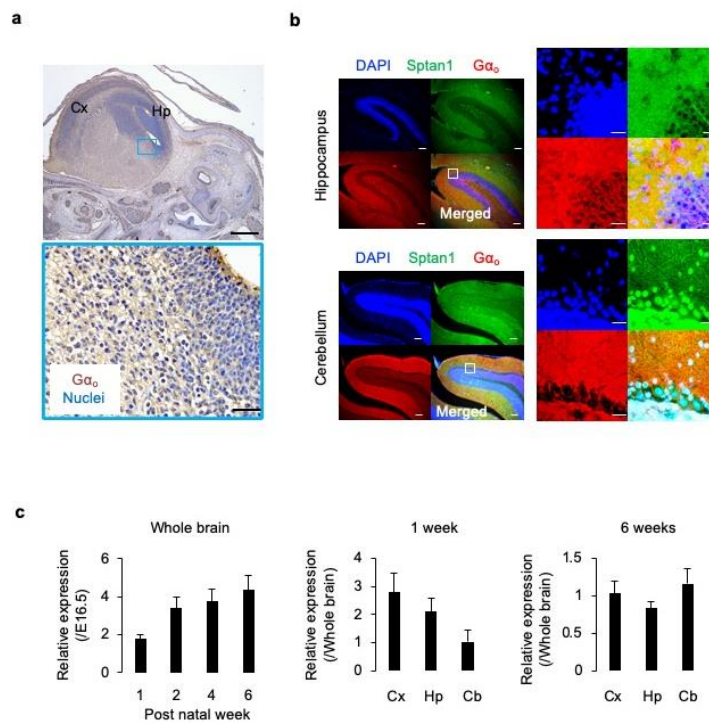 a
Cx
Hp
Gαₒ
Nuclei
b
Hippocampus
DAPI Sptan1 Gαₒ
Merged
Cerebellum
DAPI Sptan1 Gαₒ
Merged
c
Whole brain
Relative expression
(/E16.5)
6
4
2
0
1 2 4 6
Post natal week
1 week
Relative expression
(/Whole brain)
4
3
2
1
0
Cx Hp Cb
6 weeks
Relative expression
(/Whole brain)
1.5
1
0.5
0
Cx Hp Cb